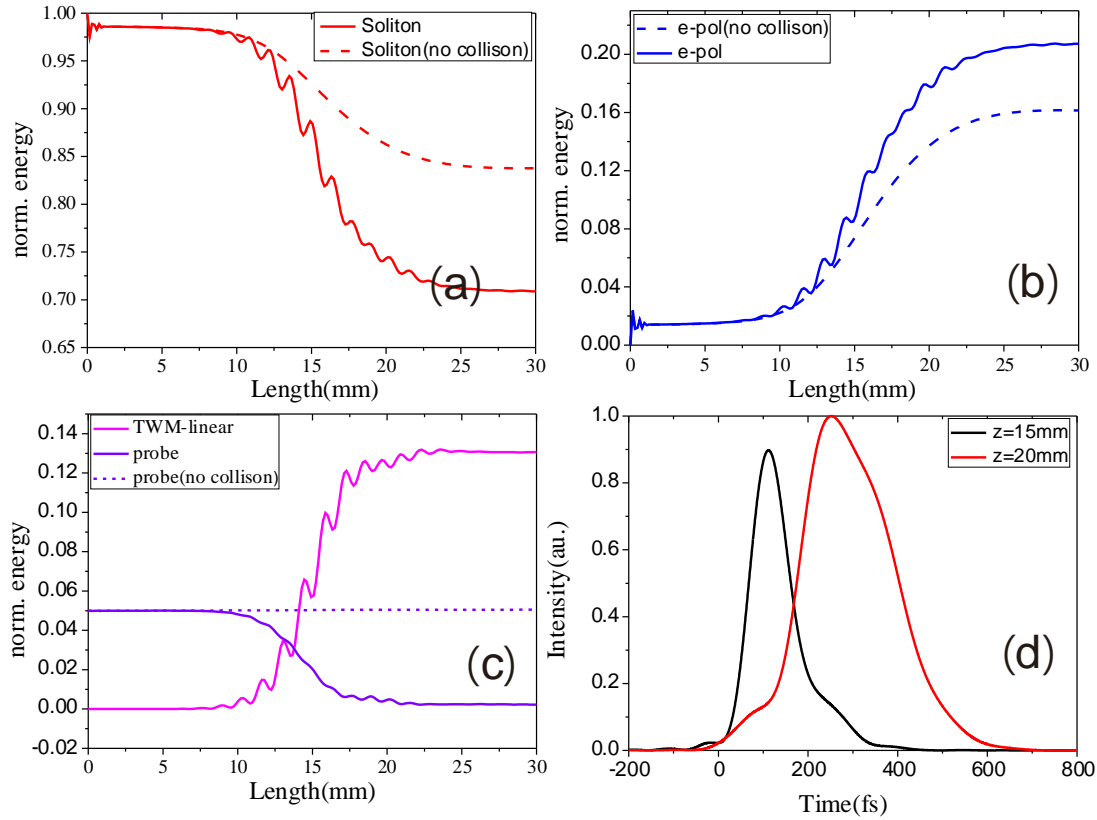 1.00
0.95
0.90
0.85
0.80
0.75
0.70
0.65
norm. energy
Soliton
Soliton(no collison)
(a)
0 5 10 15 20 25 30
Length(mm)
0.20
0.16
0.12
0.08
0.04
0.00
norm. energy
e-pol(no collison)
e-pol
(b)
0 5 10 15 20 25 30
Length(mm)
0.14
0.12
0.10
0.08
0.06
0.04
0.02
0.00
-0.02
norm. energy
TWM-linear
probe
probe(no collison)
(c)
0 5 10 15 20 25 30
Length(mm)
1.0
0.8
0.6
0.4
0.2
0.0
Intensity(au.)
z=15mm
z=20mm
(d)
-200 0 200 400 600 800
Time(fs)